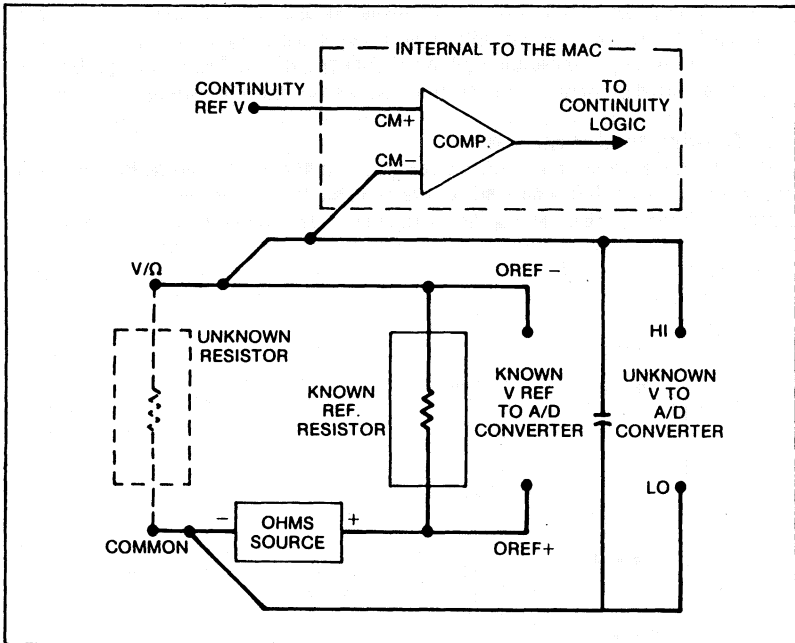 INTERNAL TO THE MAC
CONTINUITY
REF V
CM+
CM−
COMP.
TO
CONTINUITY
LOGIC
V/Ω
OREF −
UNKNOWN
RESISTOR
KNOWN
REF.
RESISTOR
KNOWN
V REF
TO A/D
CONVERTER
HI
UNKNOWN
V TO
A/D
CONVERTER
LO
−
OHMS
SOURCE
+
COMMON
OREF+